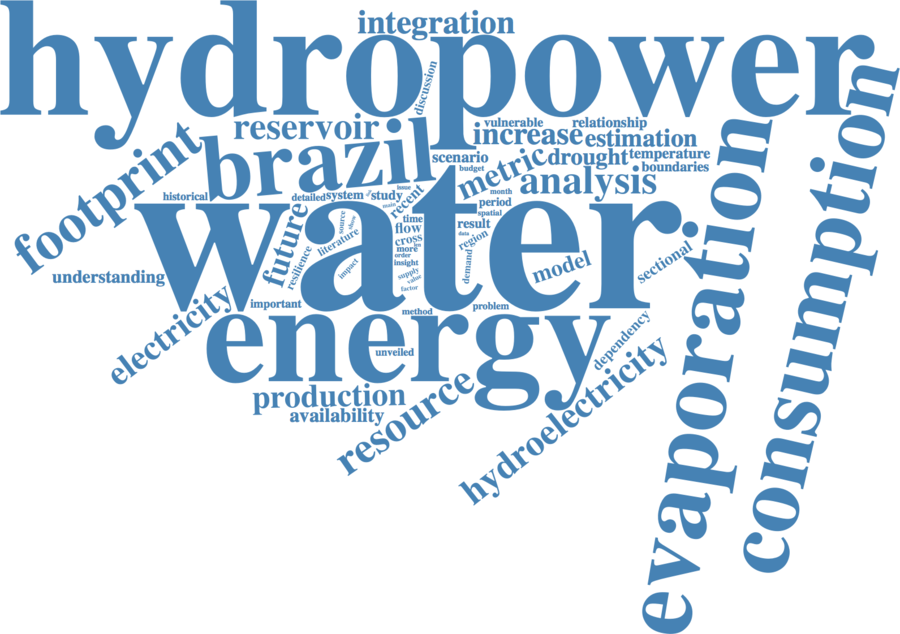 integration
hydropower
discussion
reservoir
vulnerable
relationship
increase
estimation
footprint
brazil
scenario
metric
drought
temperature
budget
boundaries
analysis
historical
detailed
system
study
issue
recent
month
period
spatial
water
future
source
show
literature
resilience
impact
time
flow
cross
more
order
insight
supply
value
factor
result
data
region
demand
model
sectional
evaporation
consumption
understanding
electricity
important
method
problem
energy
unveiled
dependency
production
availability
resource
hydroelectricity